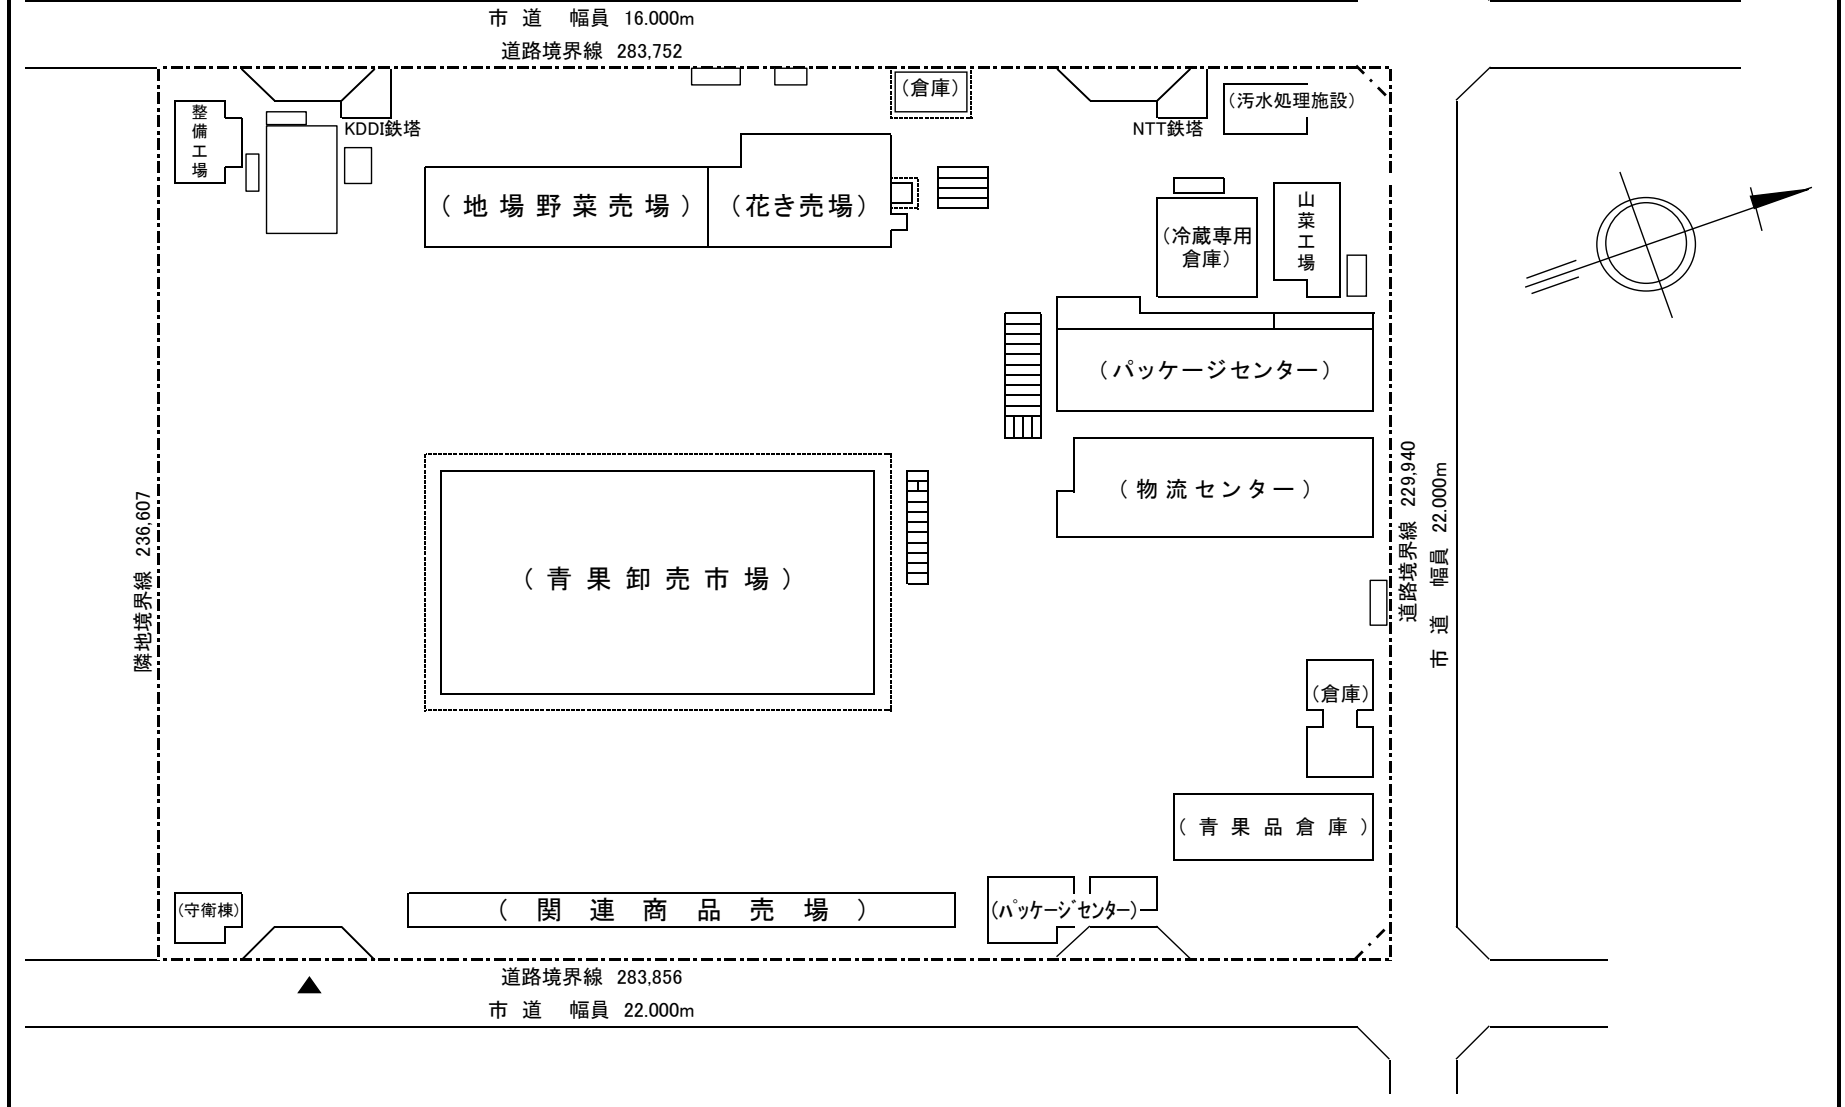 市 道　幅員 16.000m
道路境界線 283,752
（倉庫）
（汚水処理施設）
整備工場
KDDI鉄塔
NTT鉄塔
（地場野菜売場）
（花き売場）
（冷蔵専用
倉庫）
山菜工場
（パッケージセンター）
（物流センター）
隣地境界線 236,607
（青果卸売市場）
道路境界線 229,940
市 道　幅員 22.000m
（倉庫）
（青果品倉庫）
（守衛棟）
（関連商品売場）
（ﾊﾟｯｹｰｼﾞｾﾝﾀｰ）
道路境界線 283,856
市 道　幅員 22.000m